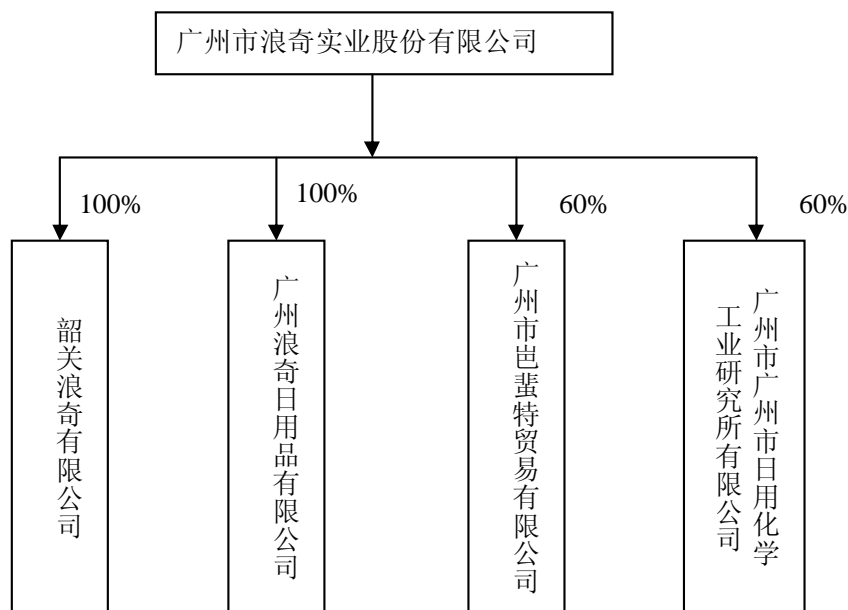 广州市浪奇实业股份有限公司
100%
100%
60%
60%
韶关浪奇有限公司
广州浪奇日用品有限公司
广州市岜蜚特贸易有限公司
广州市广州市日用化学
工业研究所有限公司